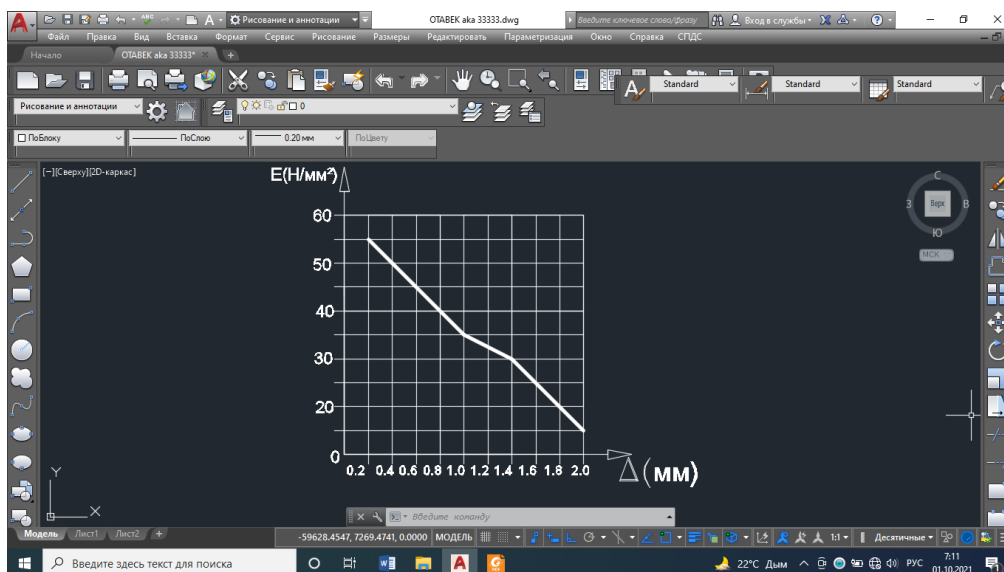 A Рисование и аннотации OTABEK aka 33333.dwg Введите ключевое слово/фразу Вход в службы ?
Файл Правка Вид Вставка Формат Сервис Рисование Размеры Редактировать Параметризация Окно Справка СПДС
Начало OTABEK aka 33333* +
Standard Standard Standard
Рисование и аннотации 0
ПоБлоку ПоСлою 0.20 мм ПоЦвету
[−][Сверху][2D-каркас]
E(Н/мм²)
С
З Верх В
Ю
МСК
60
50
40
30
20
0
0.2 0.4 0.6 0.8 1.0 1.2 1.4 1.6 1.8 2.0
Δ(мм)
Y
X
Введите команду
Модель Лист1 Лист2 +
-59628.4547, 7269.4741, 0.0000 МОДЕЛЬ 1:1 Десятичные
Введите здесь текст для поиска
22°C Дым РУС 7:11
01.10.2021